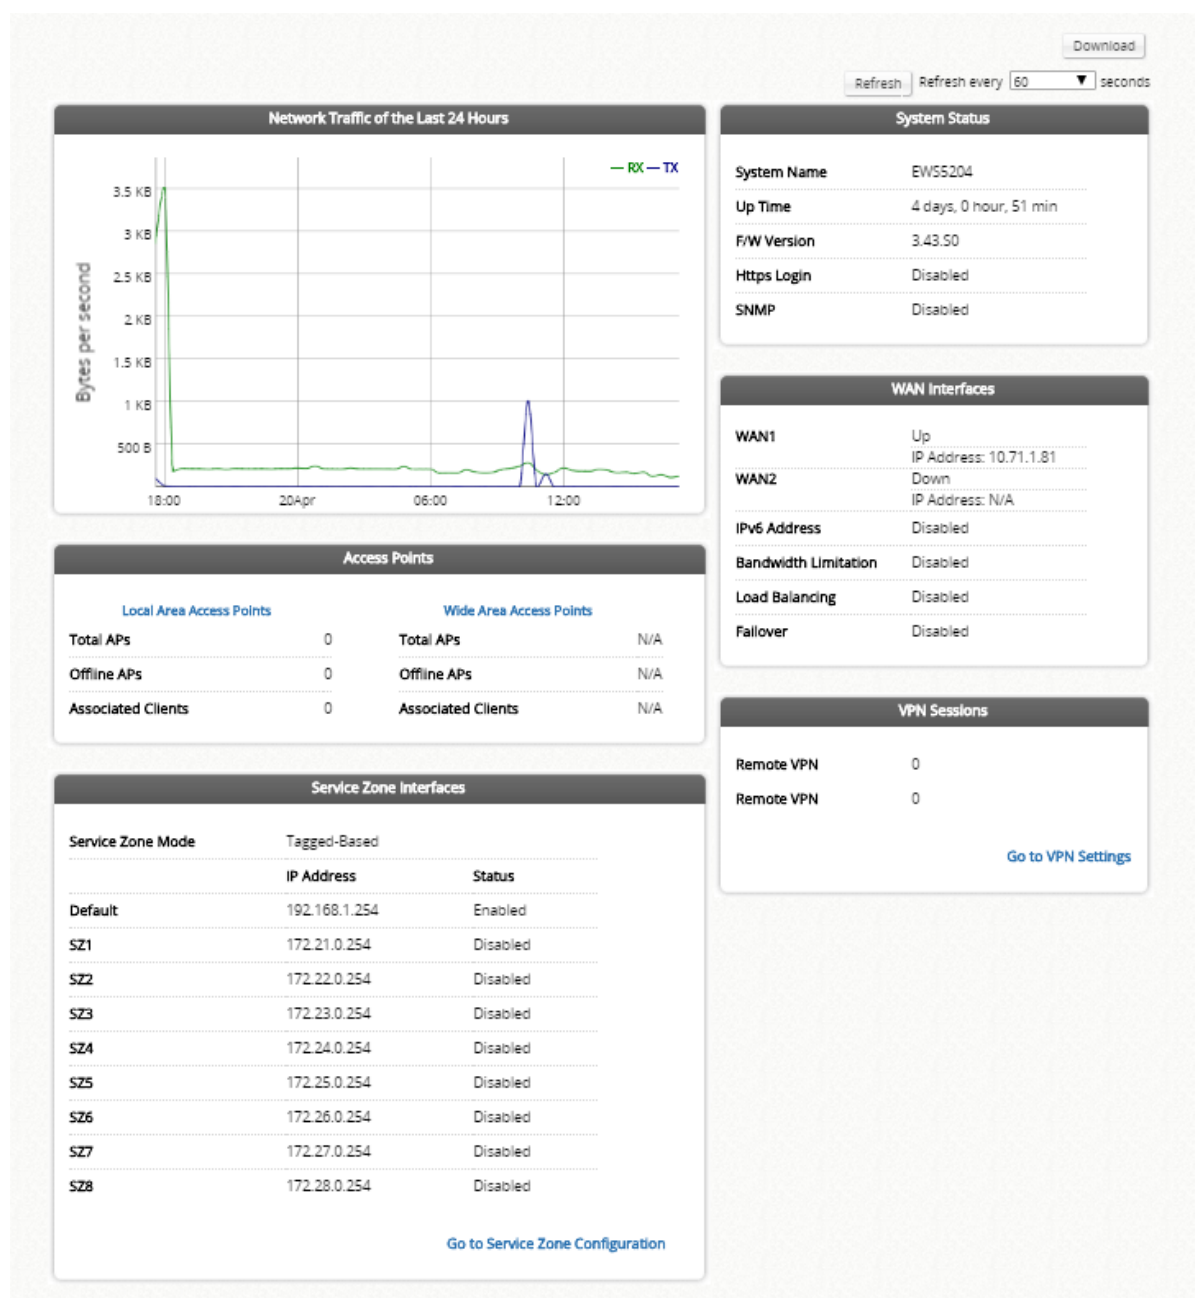 Download
Refresh Refresh every 60 seconds
Network Traffic of the Last 24 Hours
RX TX
Bytes per second
3.5 KB
3 KB
2.5 KB
2 KB
1.5 KB
1 KB
500 B
18:00 20Apr 06:00 12:00
Access Points
Local Area Access Points Wide Area Access Points
Total APs 0 Total APs N/A
Offline APs 0 Offline APs N/A
Associated Clients 0 Associated Clients N/A
Service Zone Interfaces
Service Zone Mode Tagged-Based
IP Address Status
Default 192.168.1.254 Enabled
SZ1 172.21.0.254 Disabled
SZ2 172.22.0.254 Disabled
SZ3 172.23.0.254 Disabled
SZ4 172.24.0.254 Disabled
SZ5 172.25.0.254 Disabled
SZ6 172.26.0.254 Disabled
SZ7 172.27.0.254 Disabled
SZ8 172.28.0.254 Disabled
Go to Service Zone Configuration
System Status
System Name EWS5204
Up Time 4 days, 0 hour, 51 min
F/W Version 3.43.S0
Https Login Disabled
SNMP Disabled
WAN Interfaces
WAN1 Up
IP Address: 10.71.1.81
WAN2 Down
IP Address: N/A
IPv6 Address Disabled
Bandwidth Limitation Disabled
Load Balancing Disabled
Failover Disabled
VPN Sessions
Remote VPN 0
Remote VPN 0
Go to VPN Settings